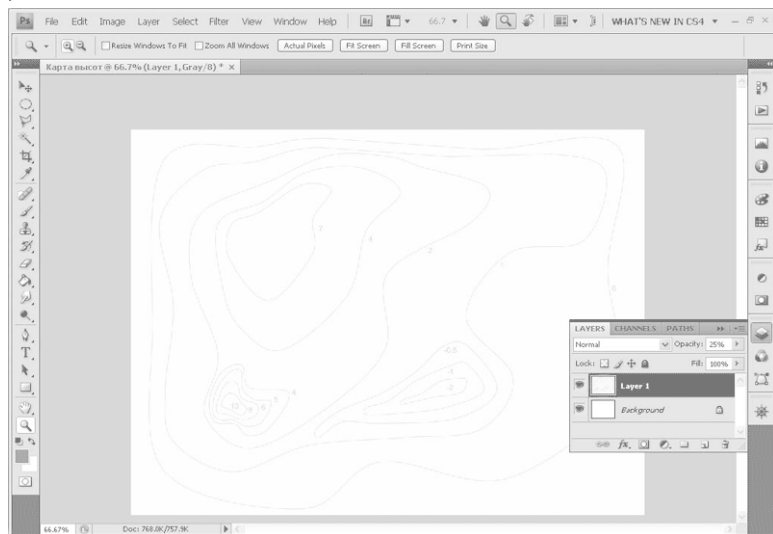 Ps File Edit Image Layer Select Filter View Window Help Br 66.7 WHAT'S NEW IN CS4
Resize Windows To Fit Zoom All Windows Actual Pixels Fit Screen Fill Screen Print Size
Карта высот @ 66.7% (Layer 1, Gray/8) *
LAYERS CHANNELS PATHS
Normal Opacity: 25%
Lock: Fill: 100%
Layer 1
Background
66.67% Doc: 768.0K/757.9K